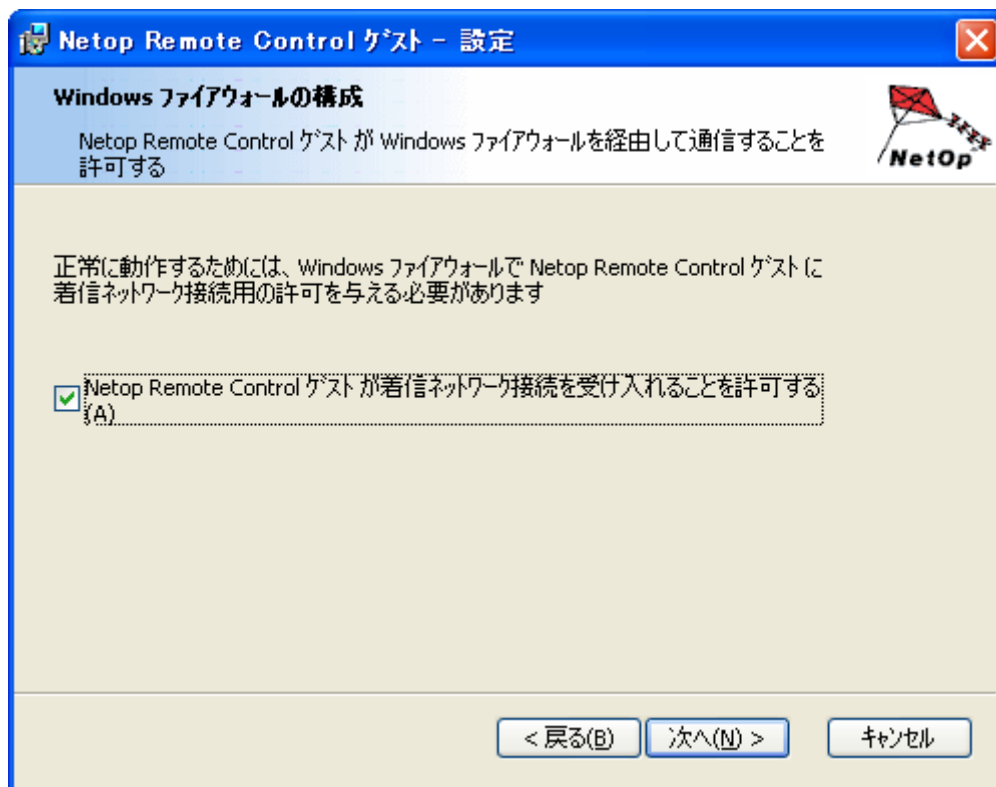 Netop Remote Control ゲスト - 設定
Windows ファイアウォールの構成
Netop Remote Control ゲスト が Windows ファイアウォールを経由して通信することを
許可する
NetOp
正常に動作するためには、Windows ファイアウォールで Netop Remote Control ゲスト に
着信ネットワーク接続用の許可を与える必要があります
Netop Remote Control ゲスト が着信ネットワーク接続を受け入れることを許可する
(A)
< 戻る(B)
次へ(N) >
キャンセル